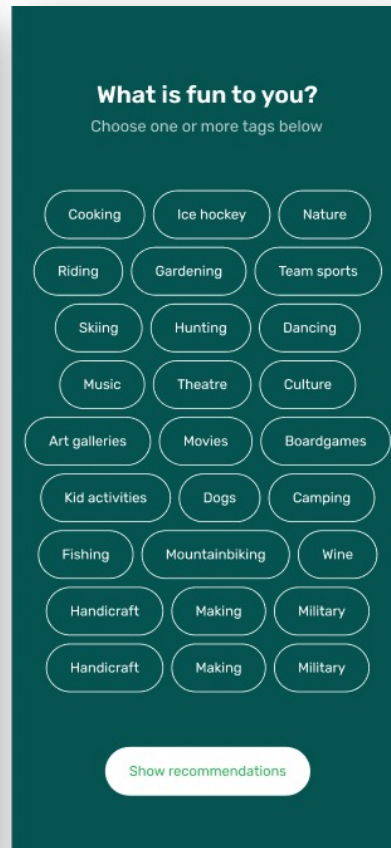 What is fun to you?
Choose one or more tags below
Cooking Ice hockey Nature
Riding Gardening Team sports
Skiing Hunting Dancing
Music Theatre Culture
Art galleries Movies Boardgames
Kid activities Dogs Camping
Fishing Mountainbiking Wine
Handicraft Making Military
Handicraft Making Military
Show recommendations